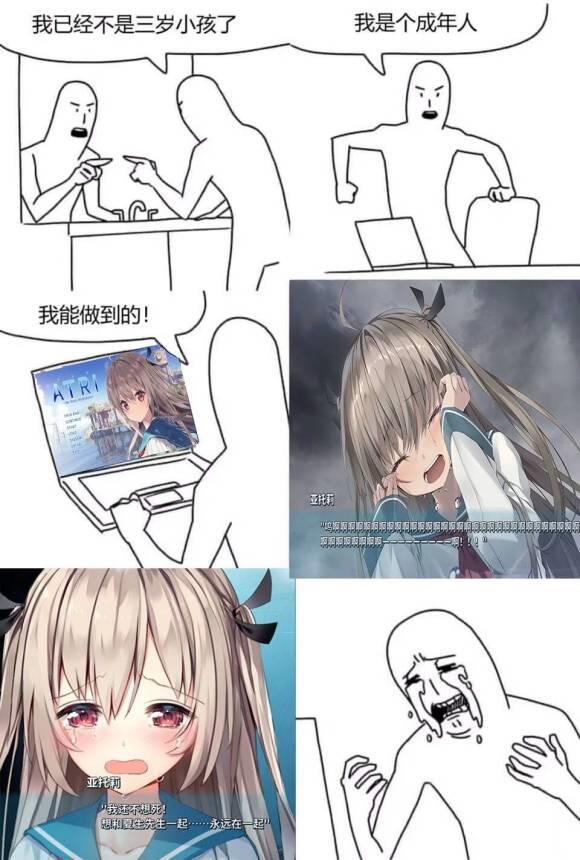 我已经不是三岁小孩了
我是个成年人
我能做到的！
ATRI
亚托莉
"呜啊啊啊啊啊啊啊啊啊啊啊啊啊啊啊啊啊啊啊啊啊啊啊啊啊啊啊啊啊啊啊啊
啊啊啊啊啊啊啊啊—————————啊！！！"
亚托莉
"我还不想死！
想和夏生先生一起……永远在一起"